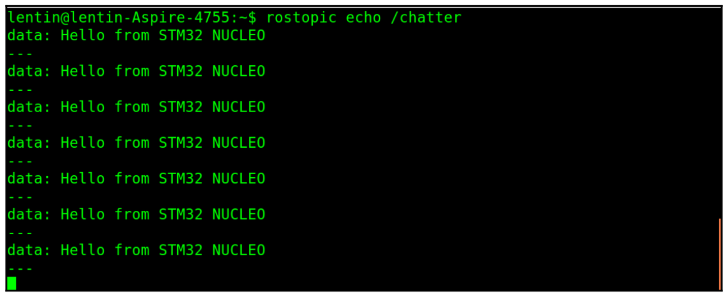 lentin@lentin-Aspire-4755:~$ rostopic echo /chatter
data: Hello from STM32 NUCLEO
---
data: Hello from STM32 NUCLEO
---
data: Hello from STM32 NUCLEO
---
data: Hello from STM32 NUCLEO
---
data: Hello from STM32 NUCLEO
---
data: Hello from STM32 NUCLEO
---
data: Hello from STM32 NUCLEO
---